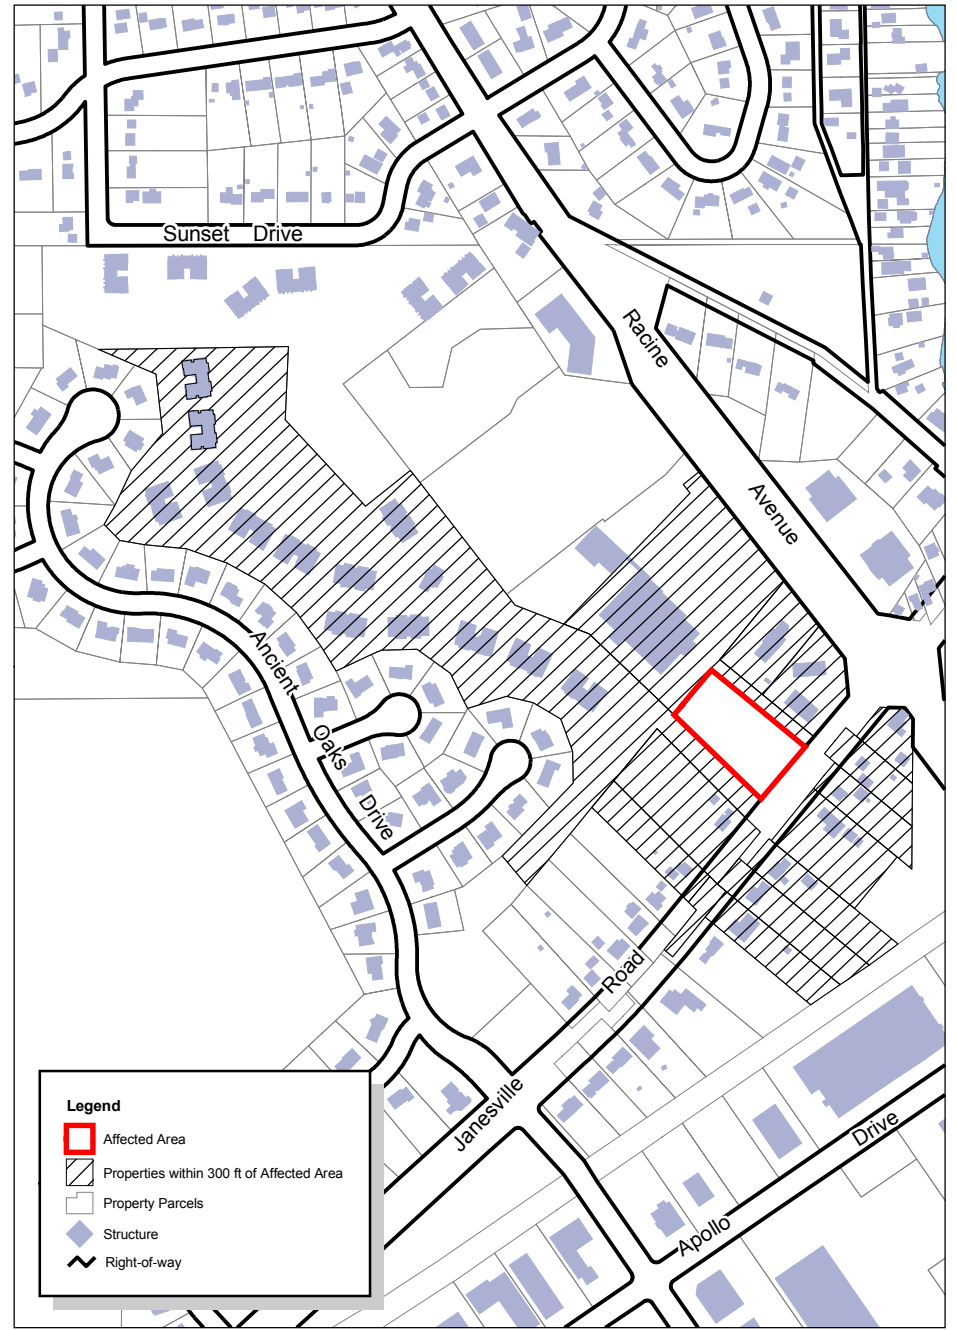 Sunset Drive
Racine
Avenue
Ancient
Oaks
Drive
Road
Janesville
Drive
Apollo
Legend
Affected Area
Properties within 300 ft of Affected Area
Property Parcels
Structure
Right-of-way